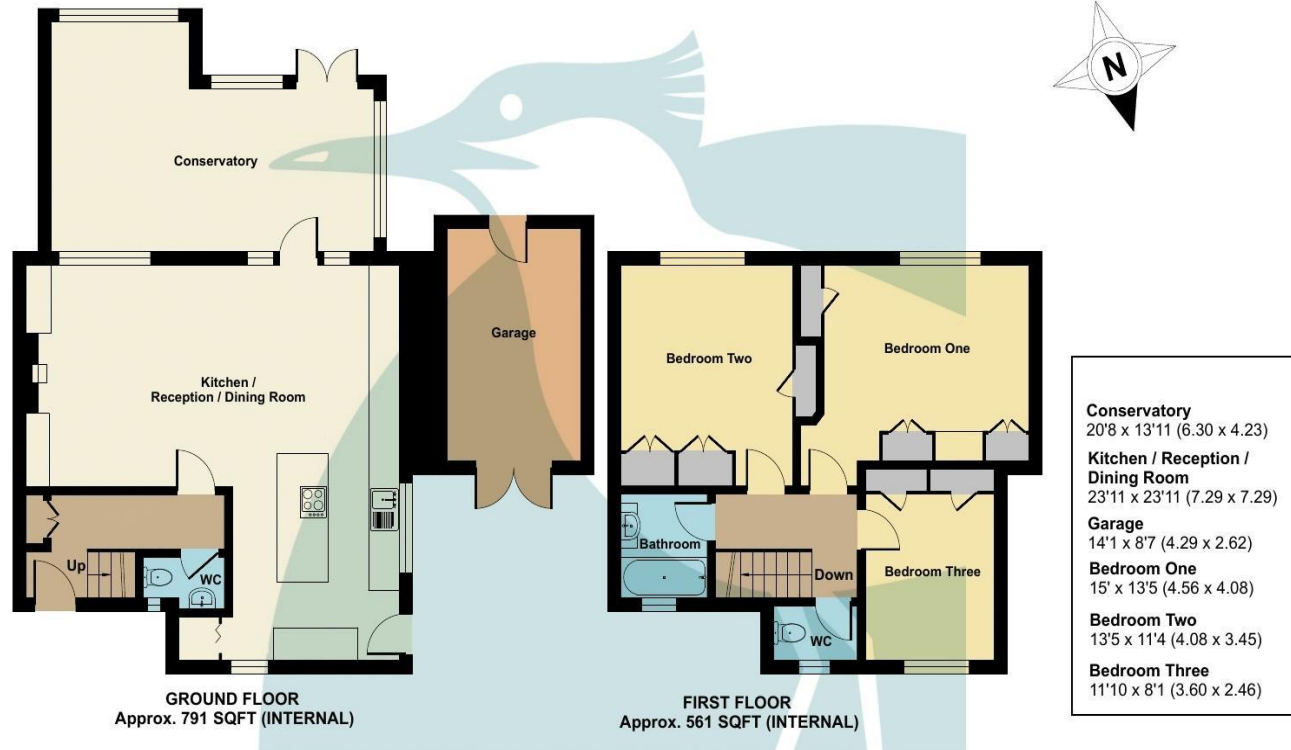 N
Conservatory
Garage
Kitchen /
Reception / Dining Room
Up
WC
GROUND FLOOR
Approx. 791 SQFT (INTERNAL)
Bedroom Two
Bedroom One
Bathroom
Down
Bedroom Three
WC
FIRST FLOOR
Approx. 561 SQFT (INTERNAL)
Conservatory
20'8 x 13'11 (6.30 x 4.23)
Kitchen / Reception /
Dining Room
23'11 x 23'11 (7.29 x 7.29)
Garage
14'1 x 8'7 (4.29 x 2.62)
Bedroom One
15' x 13'5 (4.56 x 4.08)
Bedroom Two
13'5 x 11'4 (4.08 x 3.45)
Bedroom Three
11'10 x 8'1 (3.60 x 2.46)